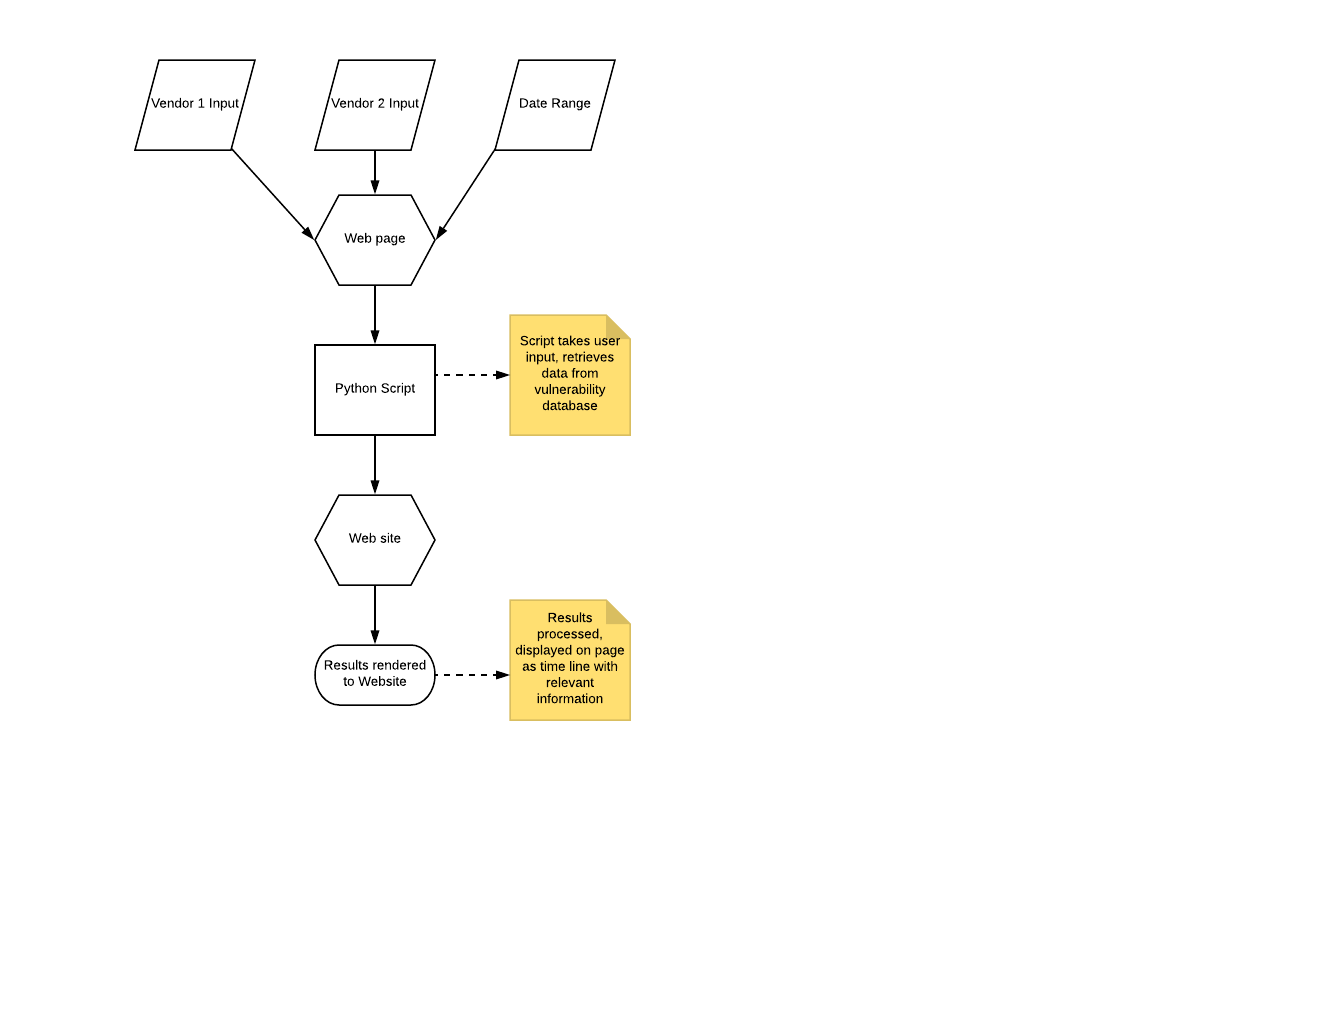 Vendor 1 Input
Vendor 2 Input
Date Range
Web page
Python Script
Script takes user
input, retrieves
data from
vulnerability
database
Web site
Results rendered
to Website
Results
processed,
displayed on page
as time line with
relevant
information